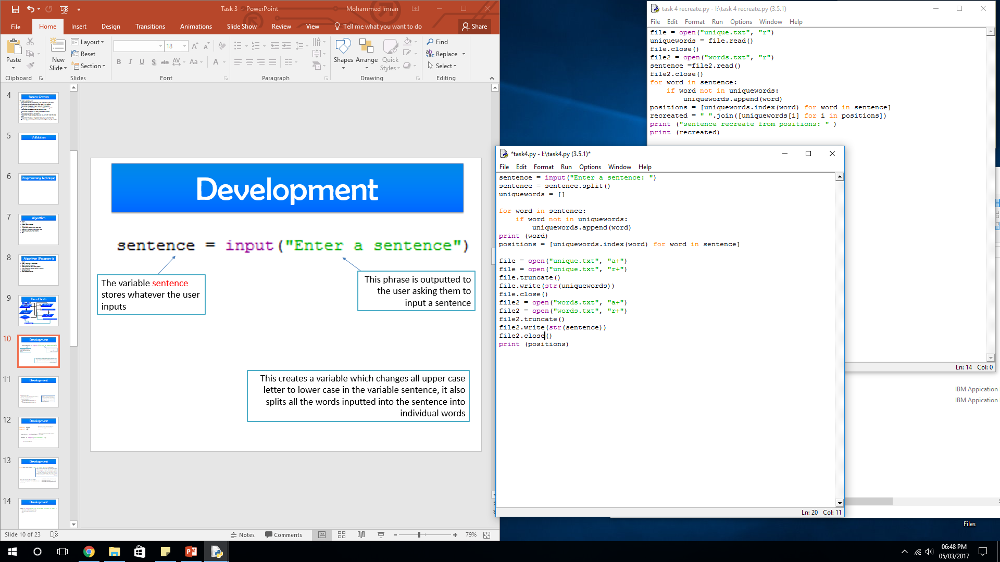 Task 3 - PowerPoint
Mohammed Imran
File
Home
Insert
Design
Transitions
Animations
Slide Show
Review
View
Tell me what you want to do
Share
Paste
New
Slide
Layout
Reset
Section
18
B I U S abc AV Aa A
Shapes
Arrange
Quick
Styles
Find
Replace
Select
Clipboard
Slides
Font
Paragraph
Drawing
Editing
4
Success Criteria
5
Validation
6
Programming Technique
7
Algorithm
8
9
Flow Charts
10
Development
11
Development
12
Development
13
Development
14
Development
Development
sentence = input("Enter a sentence")
The variable sentence
stores whatever the user
inputs
This phrase is outputted to
the user asking them to
input a sentence
This creates a variable which changes all upper case
letter to lower case in the variable sentence, it also
splits all the words inputted into the sentence into
individual words
Slide 10 of 23
Notes
Comments
79%
task 4 recreate.py - I:\task 4 recreate.py (3.5.1)
File Edit Format Run Options Window Help
file = open("unique.txt", "r")
uniquewords = file.read()
file.close()
file2 = open("words.txt", "r")
sentence =file2.read()
file2.close()
for word in sentence:
    if word not in uniquewords:
        uniquewords.append(word)
positions = [uniquewords.index(word) for word in sentence]
recreated = " ".join([uniquewords[i] for i in positions])
print ("sentence recreate from positions: " )
print (recreated)
Ln: 14 Col: 0
*task4.py - I:\task4.py (3.5.1)*
File Edit Format Run Options Window Help
sentence = input("Enter a sentence: ")
sentence = sentence.split()
uniquewords = []
for word in sentence:
    if word not in uniquewords:
        uniquewords.append(word)
print (word)
positions = [uniquewords.index(word) for word in sentence]
file = open("unique.txt", "a+")
file = open("unique.txt", "r+")
file.truncate()
file.write(str(uniquewords))
file.close()
file2 = open("words.txt", "a+")
file2 = open("words.txt", "r+")
file2.truncate()
file2.write(str(sentence))
file2.close()
print (positions)
Ln: 20 Col: 11
IBM Appication
IBM Appication
Files
06:48 PM
05/03/2017